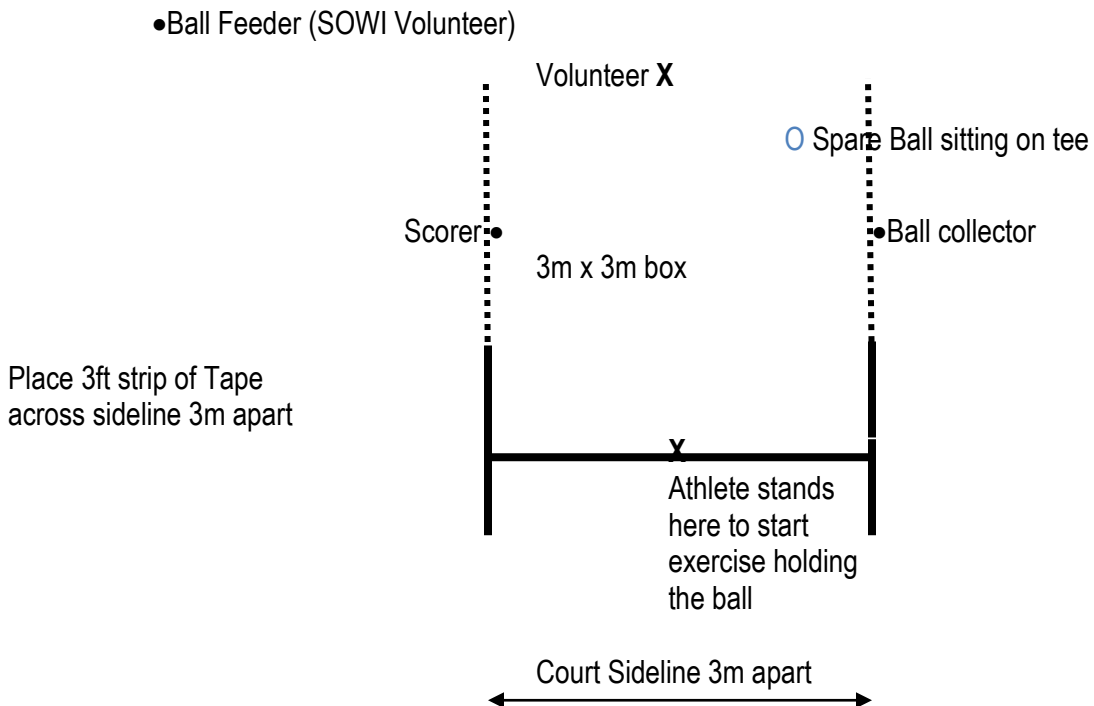 •Ball Feeder (SOWI Volunteer)
Volunteer X
O Spare Ball sitting on tee
Scorer •
•Ball collector
3m x 3m box
Place 3ft strip of Tape
across sideline 3m apart
X
Athlete stands
here to start
exercise holding
the ball
Court Sideline 3m apart